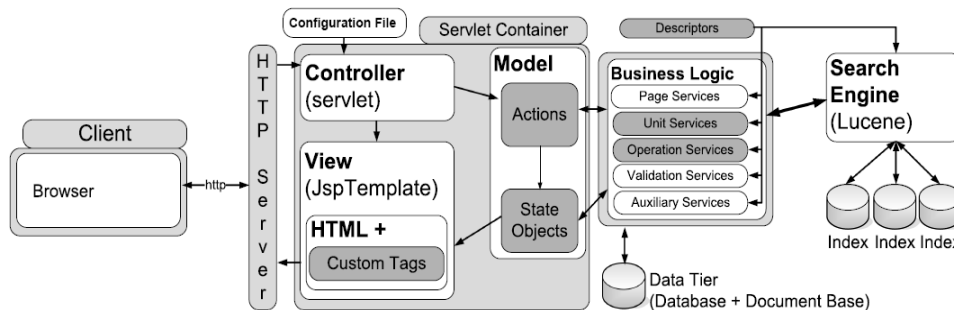 Configuration File
Servlet Container
Descriptors
HTTP Server
Controller
(servlet)
Model
Business Logic
Page Services
Unit Services
Operation Services
Validation Services
Auxiliary Services
Search
Engine
(Lucene)
Actions
Client
Browser
http
View
(JspTemplate)
HTML +
Custom Tags
State
Objects
Index
Index
Index
Data Tier
(Database + Document Base)